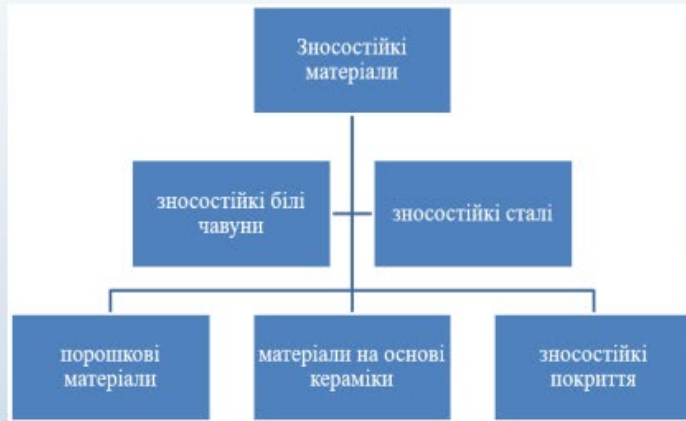 Зносостійкі
матеріали
зносостійкі білі
чавуни
зносостійкі сталі
порошкові
матеріали
матеріали на основі
кераміки
зносостійкі
покриття